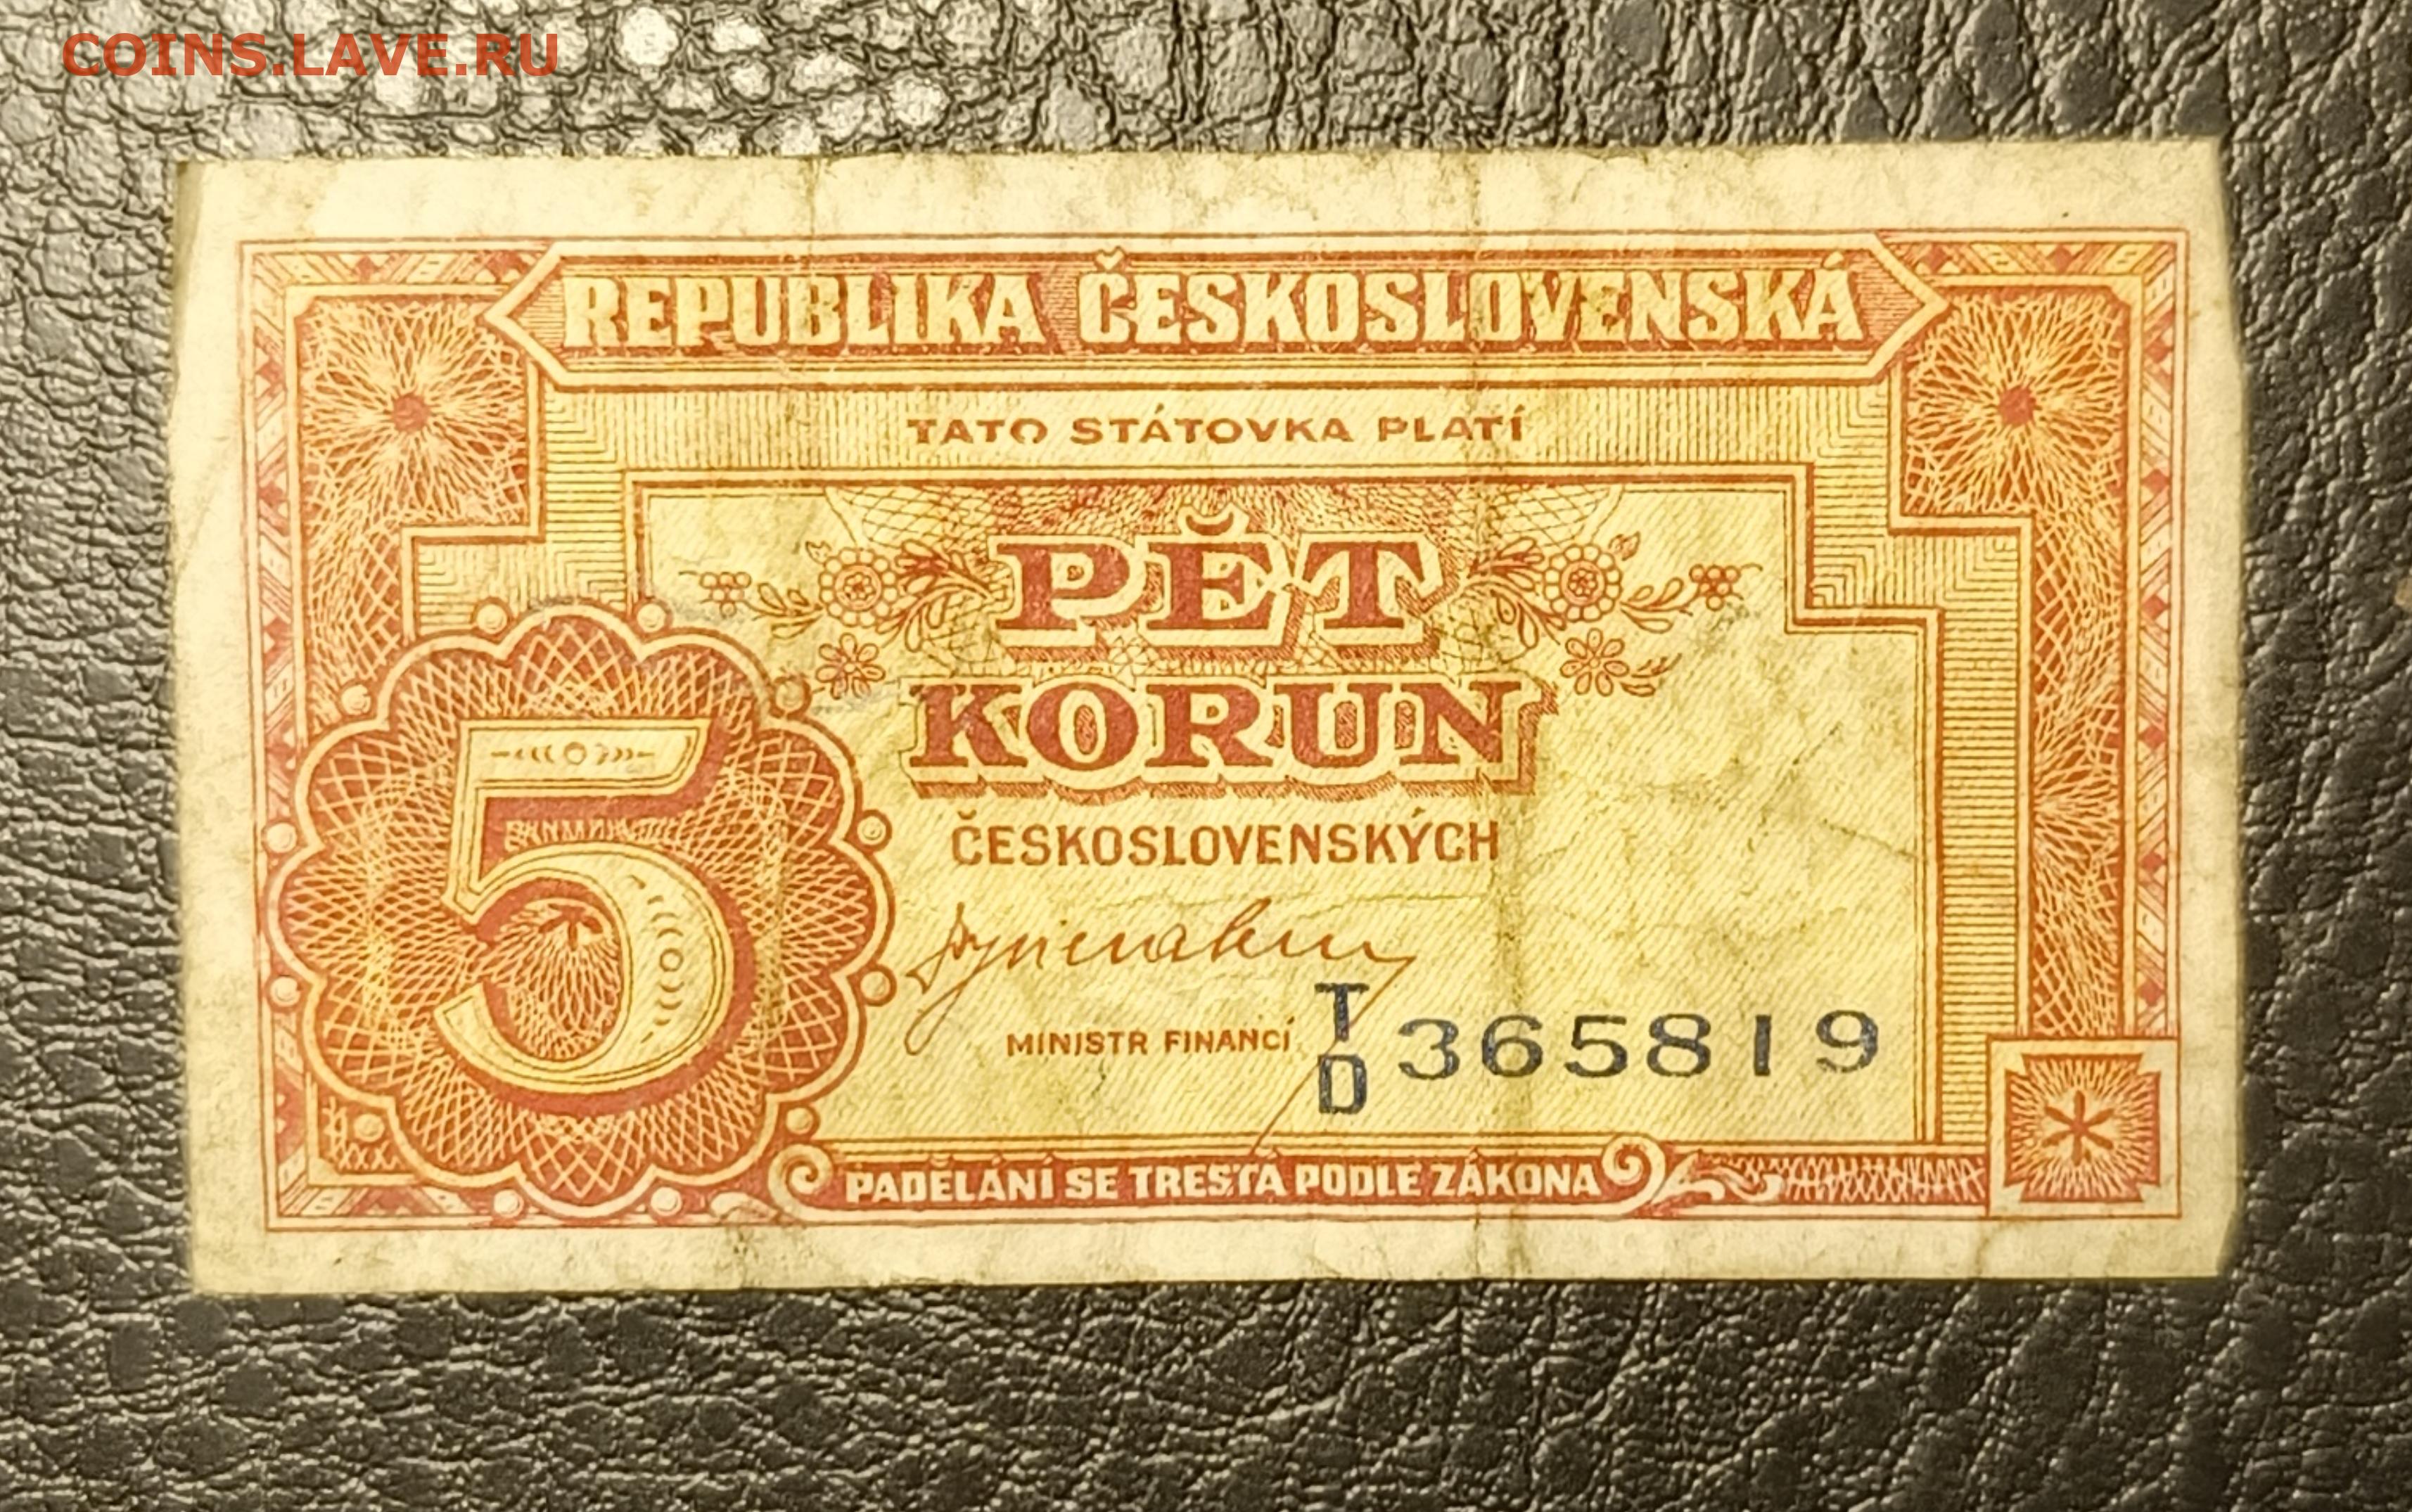 COINS.LAVE.RU
REPUBLIKA ČESKOSLOVENSKÁ
TATO STÁTOVKA PLATÍ
PĚT
KORUN
5
ČESKOSLOVENSKÝCH
MINISTR FINANCÍ
T
D 365819
PADĚLÁNÍ SE TRESTÁ PODLE ZÁKONA